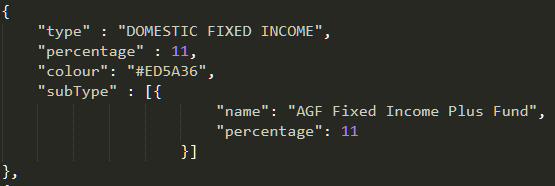 {
"type" : "DOMESTIC FIXED INCOME",
"percentage" : 11,
"colour": "#ED5A36",
"subType" : [{
"name": "AGF Fixed Income Plus Fund",
"percentage": 11
}]
},